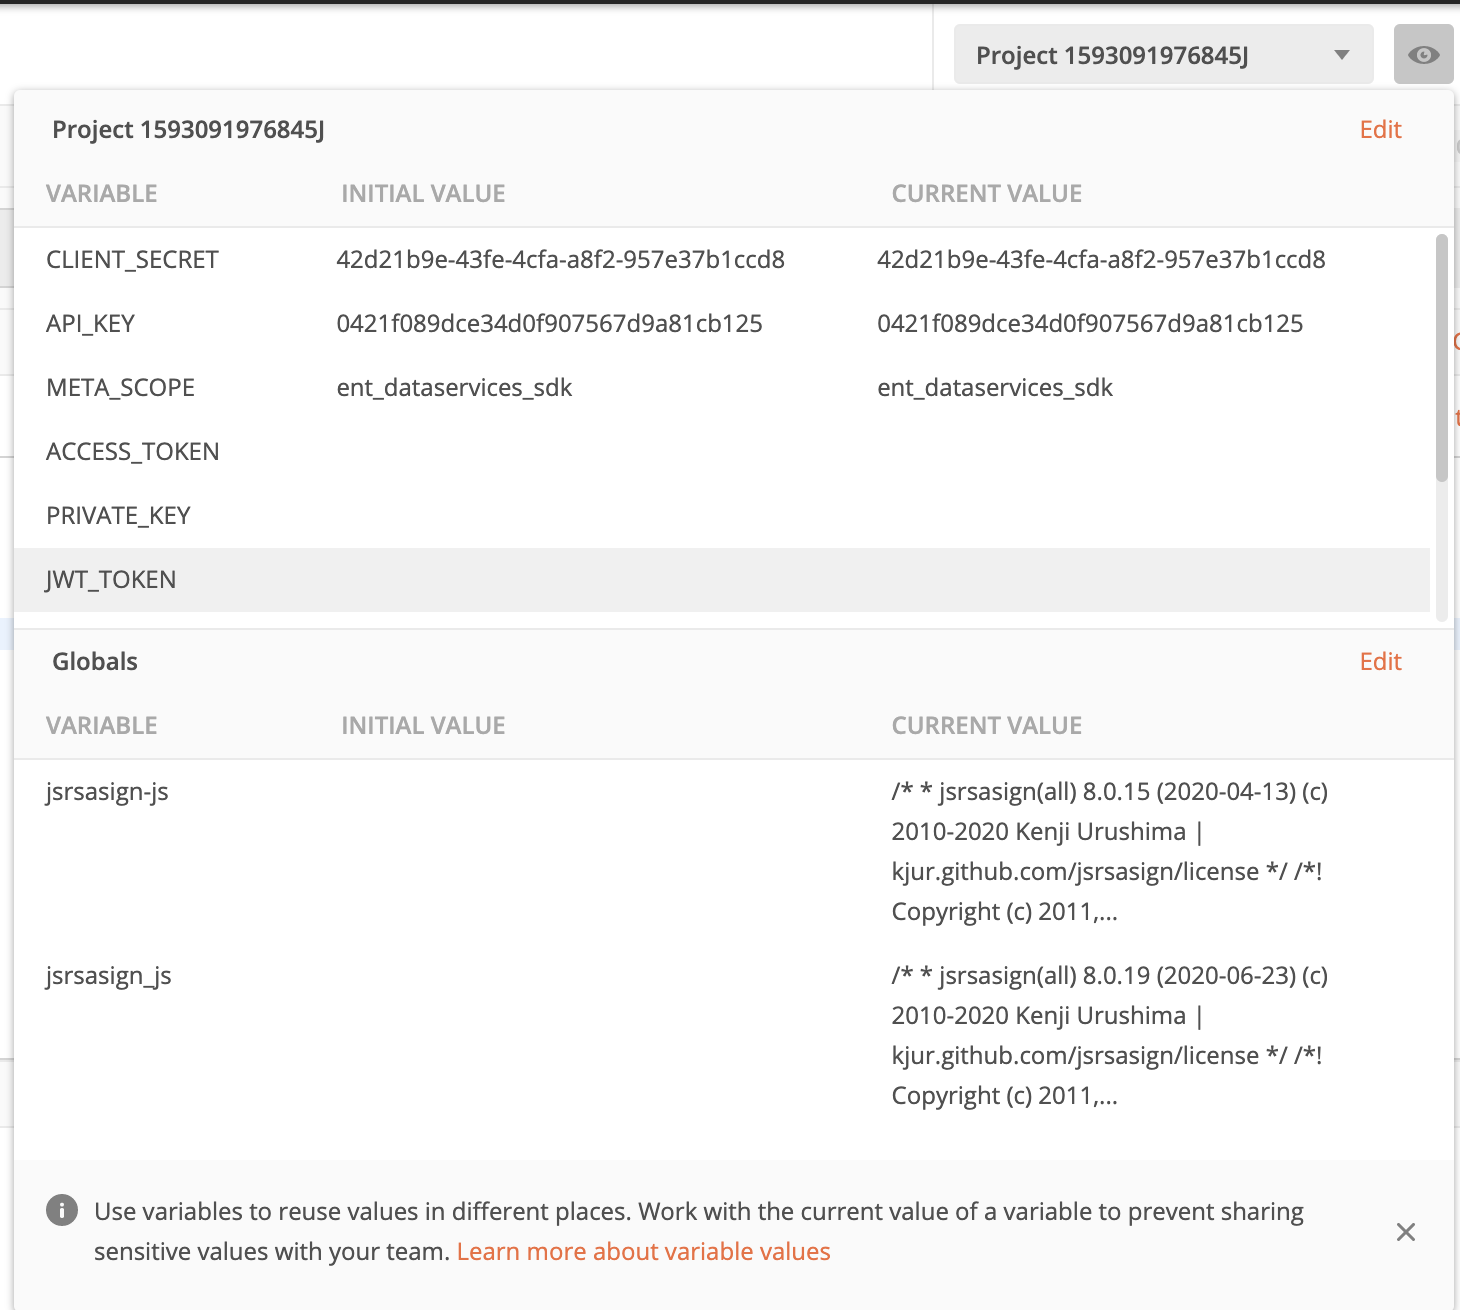 Project 1593091976845J
Project 1593091976845J Edit
VARIABLE INITIAL VALUE CURRENT VALUE
CLIENT_SECRET 42d21b9e-43fe-4cfa-a8f2-957e37b1ccd8 42d21b9e-43fe-4cfa-a8f2-957e37b1ccd8
API_KEY 0421f089dce34d0f907567d9a81cb125 0421f089dce34d0f907567d9a81cb125
META_SCOPE ent_dataservices_sdk ent_dataservices_sdk
ACCESS_TOKEN
PRIVATE_KEY
JWT_TOKEN
Globals Edit
VARIABLE INITIAL VALUE CURRENT VALUE
jsrsasign-js /* * jsrsasign(all) 8.0.15 (2020-04-13) (c)
2010-2020 Kenji Urushima |
kjur.github.com/jsrsasign/license */ /*!
Copyright (c) 2011,...
jsrsasign_js /* * jsrsasign(all) 8.0.19 (2020-06-23) (c)
2010-2020 Kenji Urushima |
kjur.github.com/jsrsasign/license */ /*!
Copyright (c) 2011,...
Use variables to reuse values in different places. Work with the current value of a variable to prevent sharing
sensitive values with your team. Learn more about variable values